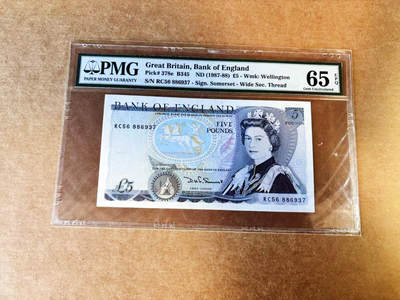 PMG
PAPER MONEY GUARANTY
Great Britain, Bank of England
Pick# 378e B345 ND (1987-88) £5 - Wmk: Wellington
S/N RC56 886937 - Sign. Somerset - Wide Sec. Thread
65 EPQ
Gem Uncirculated
BANK OF ENGLAND
5
RC56 886937
FIVE
POUNDS
£5
RC56 886937